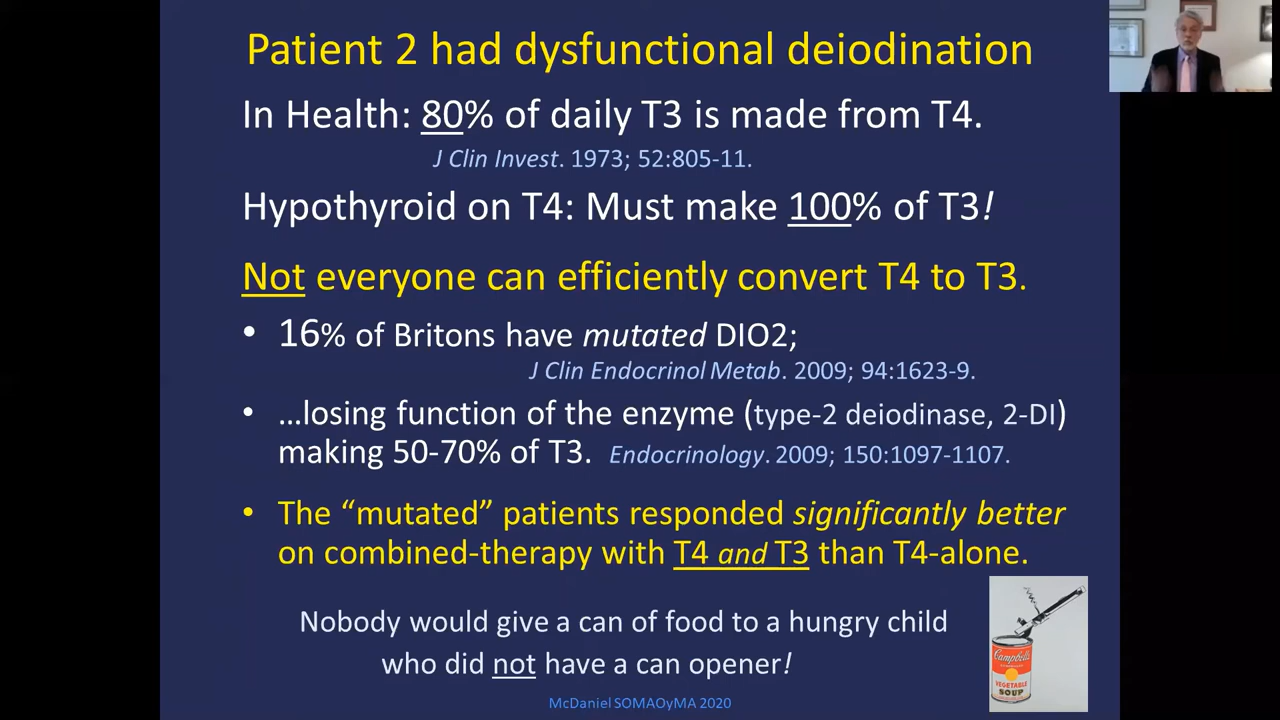 Patient 2 had dysfunctional deiodination
In Health: 80% of daily T3 is made from T4.
J Clin Invest. 1973; 52:805-11.
Hypothyroid on T4: Must make 100% of T3!
Not everyone can efficiently convert T4 to T3.
• 16% of Britons have mutated DIO2;
J Clin Endocrinol Metab. 2009; 94:1623-9.
• …losing function of the enzyme (type-2 deiodinase, 2-DI)
making 50-70% of T3. Endocrinology. 2009; 150:1097-1107.
• The “mutated” patients responded significantly better
on combined-therapy with T4 and T3 than T4-alone.
Nobody would give a can of food to a hungry child
who did not have a can opener!
Campbell's
VEGETABLE
SOUP
McDaniel SOMAOyMA 2020